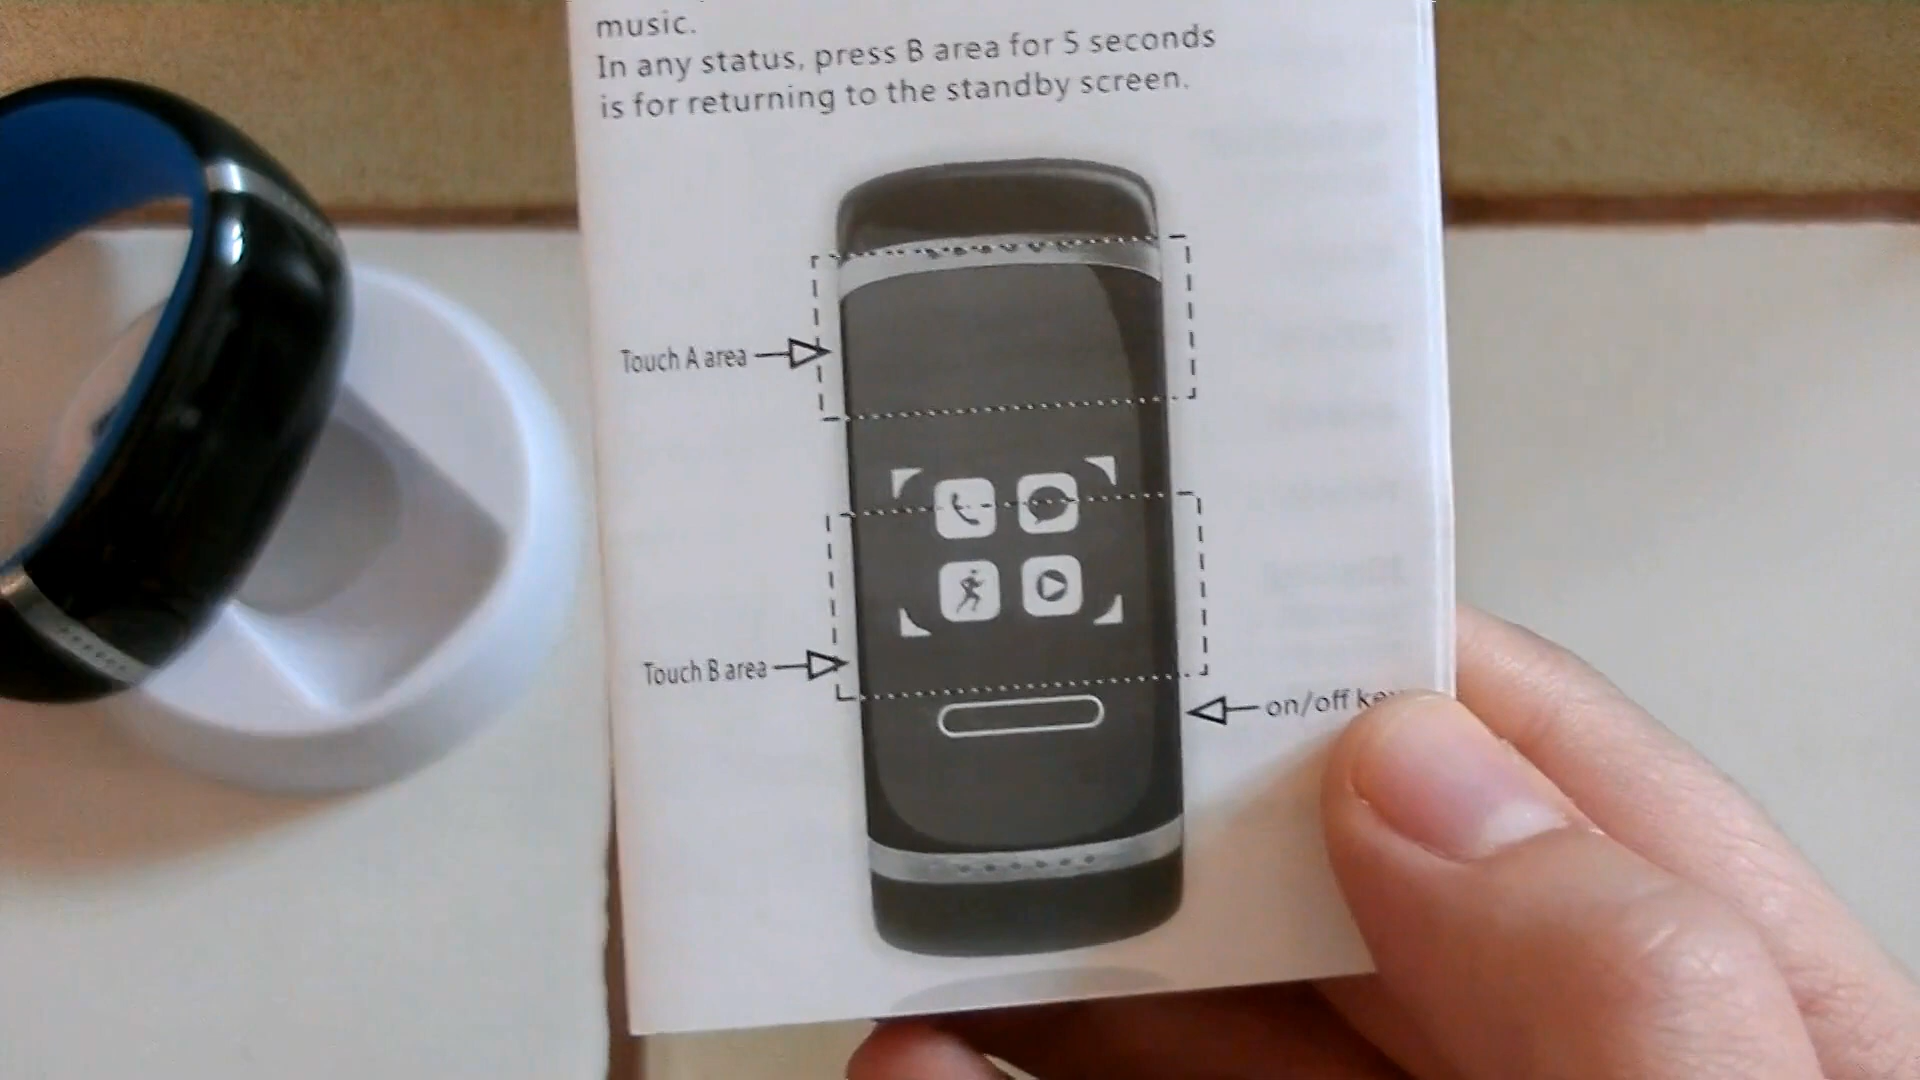 music.
In any status, press B area for 5 seconds
is for returning to the standby screen.
Touch A area
Touch B area
on/off key